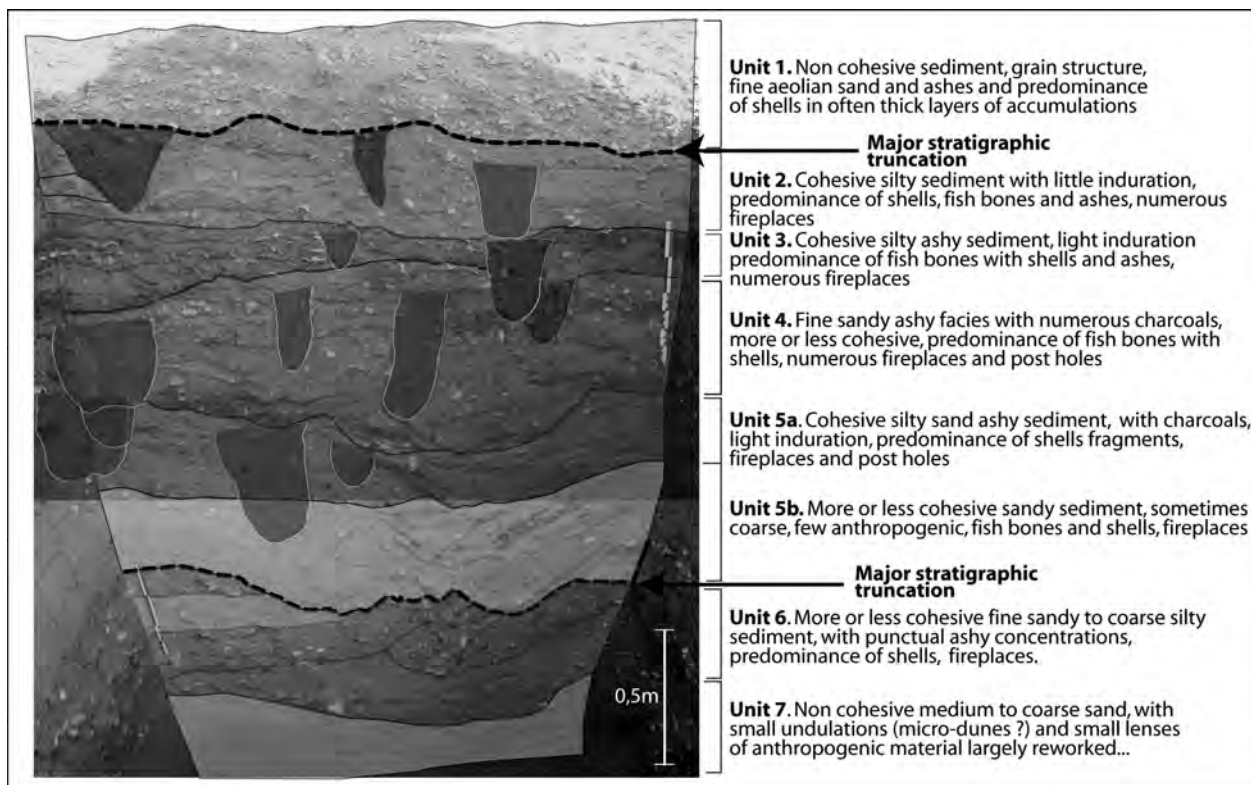 Unit 1. Non cohesive sediment, grain structure,
fine aeolian sand and ashes and predominance
of shells in often thick layers of accumulations
Major stratigraphic
truncation
Unit 2. Cohesive silty sediment with little induration,
predominance of shells, fish bones and ashes, numerous
fireplaces
Unit 3. Cohesive silty ashy sediment, light induration
predominance of fish bones with shells and ashes,
numerous fireplaces
Unit 4. Fine sandy ashy facies with numerous charcoals,
more or less cohesive, predominance of fish bones with
shells, numerous fireplaces and post holes
Unit 5a. Cohesive silty sand ashy sediment, with charcoals,
light induration, predominance of shells fragments,
fireplaces and post holes
Unit 5b. More or less cohesive sandy sediment, sometimes
coarse, few anthropogenic, fish bones and shells, fireplaces
Major stratigraphic
truncation
Unit 6. More or less cohesive fine sandy to coarse silty
sediment, with punctual ashy concentrations,
predominance of shells, fireplaces.
0,5m
Unit 7. Non cohesive medium to coarse sand, with
small undulations (micro-dunes ?) and small lenses
of anthropogenic material largely reworked...